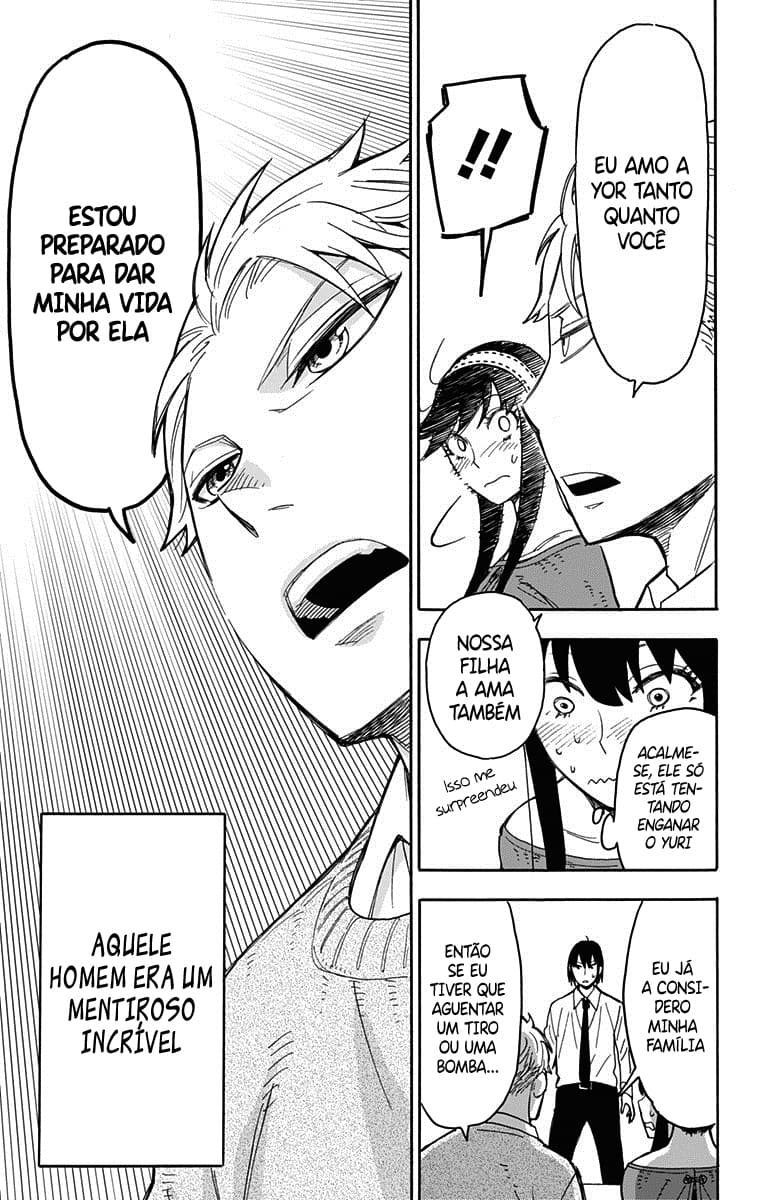 EU AMO A
YOR TANTO
QUANTO
VOCÊ
!!
NOSSA
FILHA
A AMA
TAMBÉM
ACALME-
SE, ELE SÓ
ESTÁ TEN-
TANDO
ENGANAR
O YURI
Isso me
surpreendeu
EU JÁ
A CONSI-
DERO
MINHA
FAMÍLIA
ENTÃO
SE EU
TIVER QUE
AGUENTAR
UM TIRO
OU UMA
BOMBA...
ESTOU
PREPARADO
PARA DAR
MINHA VIDA
POR ELA
AQUELE
HOMEM ERA UM
MENTIROSO
INCRÍVEL